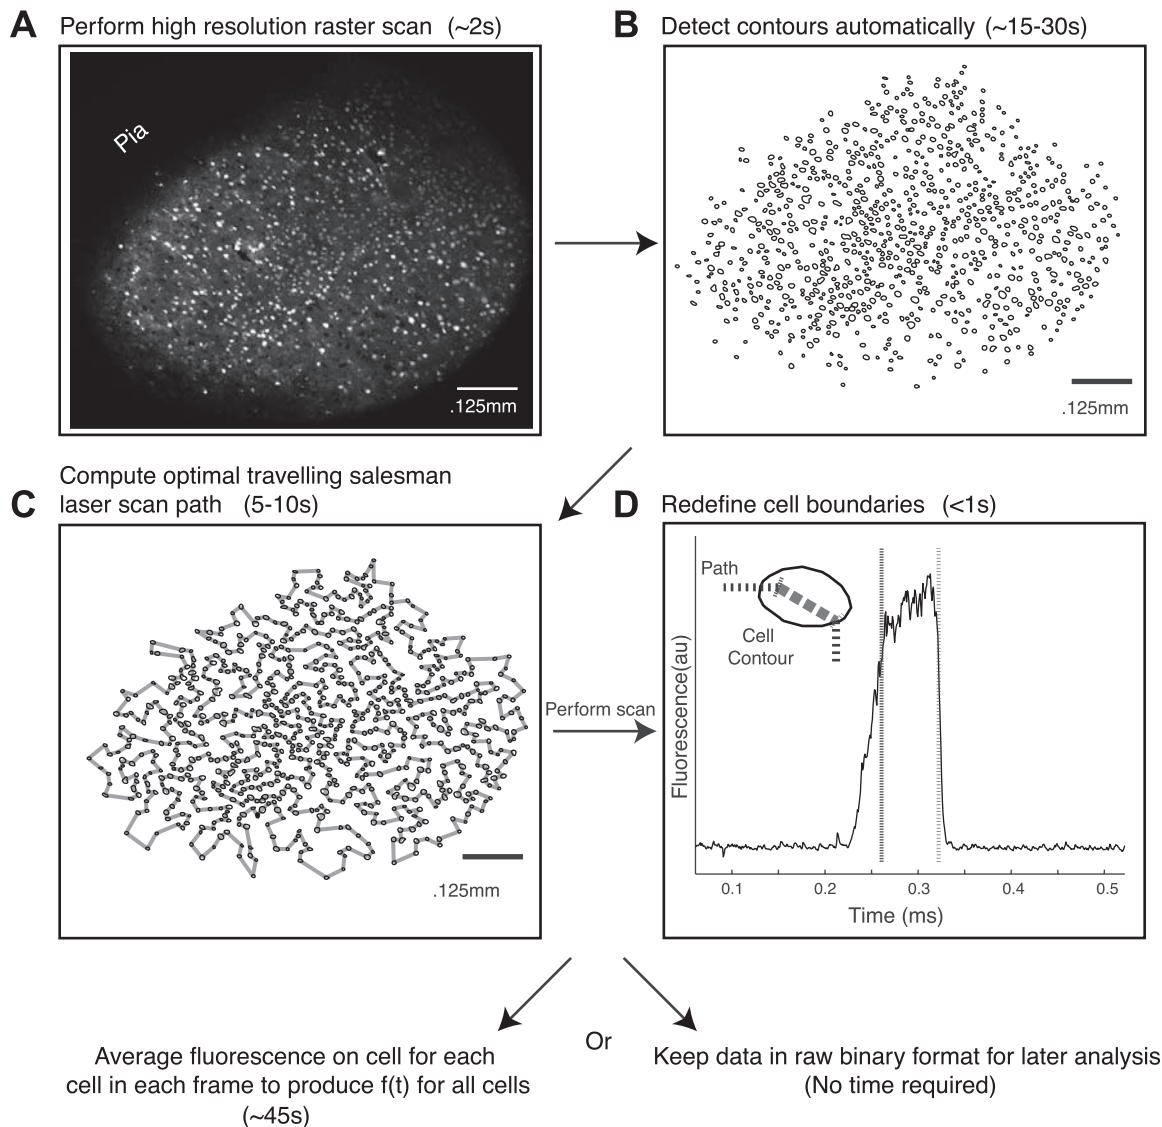 A Perform high resolution raster scan (~2s)
Pia
.125mm
B Detect contours automatically (~15-30s)
.125mm
Compute optimal travelling salesman
C laser scan path (5-10s)
.125mm
Perform scan
D Redefine cell boundaries (<1s)
Path
Cell
Contour
Fluorescence(au)
0.1 0.2 0.3 0.4 0.5
Time (ms)
Average fluorescence on cell for each
cell in each frame to produce f(t) for all cells
(~45s)
Or
Keep data in raw binary format for later analysis
(No time required)